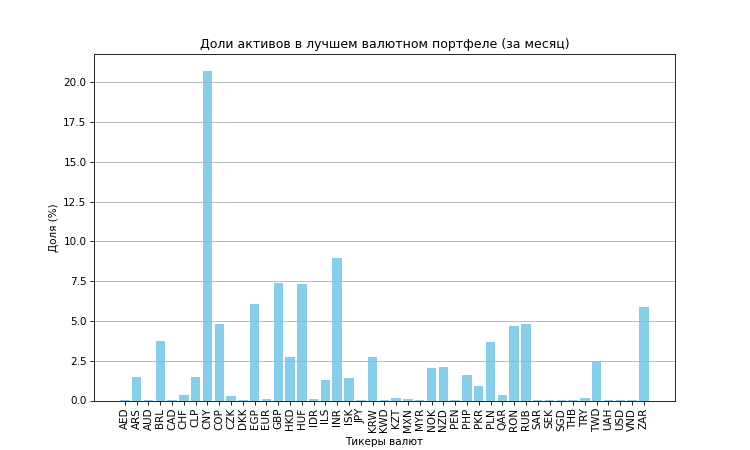 Доли активов в лучшем валютном портфеле (за месяц)
Доля (%)
20.0
17.5
15.0
12.5
10.0
7.5
5.0
2.5
0.0
AED ARS AUD BRL CAD CHF CLP CNY COP CZK DKK EGP EUR GBP HKD HUF IDR ILS INR ISK JPY KRW KWD KZT MXN MYR NOK NZD PEN PHP PKR PLN QAR RON RUB SAR SEK SGD THB TRY TWD UAH USD VND ZAR
Тикеры валют